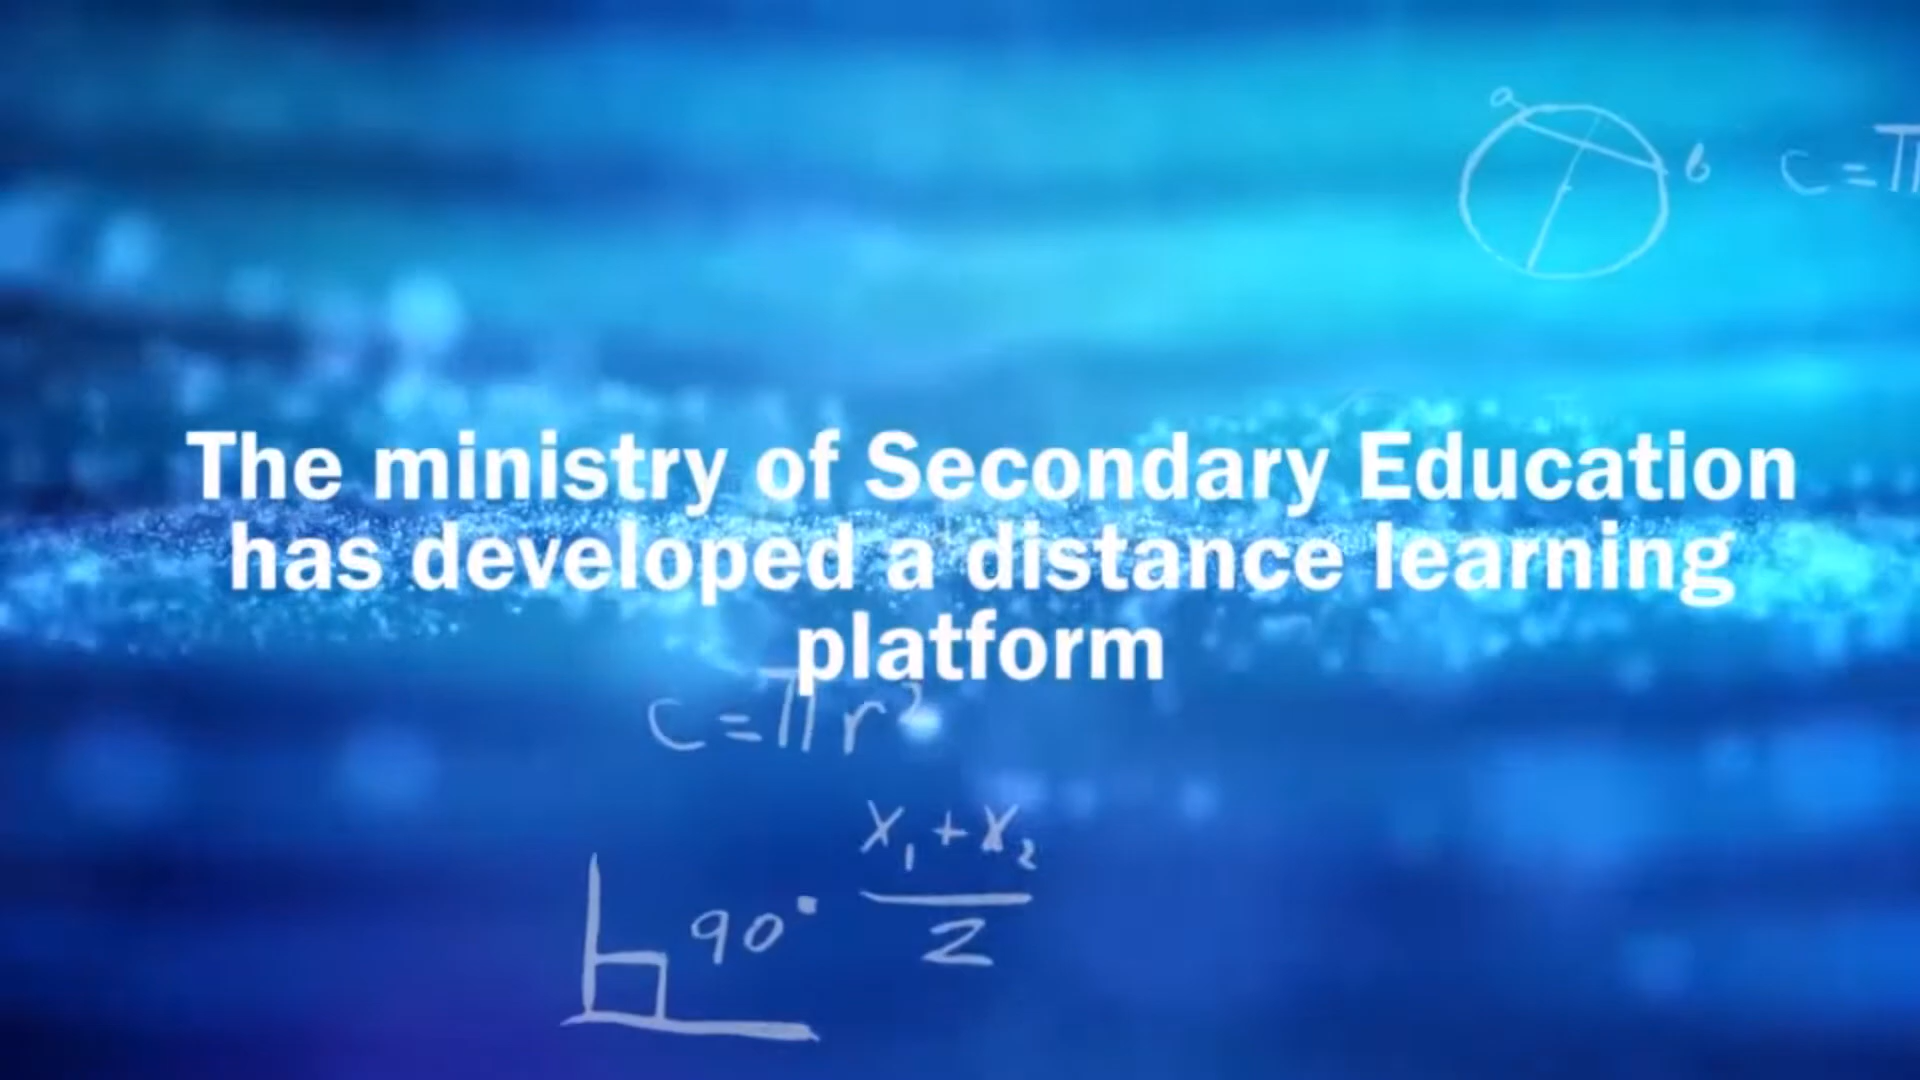 a
b c=π
The ministry of Secondary Education
has developed a distance learning
platform
c=πr²
x₁+x₂
90° 2